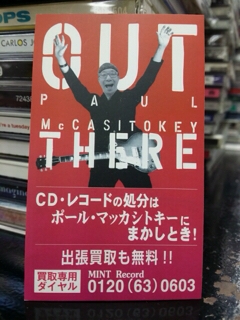 OPS
CARLOS J
OUT
PAUL
McCASITOKEY
THERE
CD・レコードの処分は
ポール・マッカシトキーに
まかしとき!
出張買取も無料!!
買取専用
ダイヤル
MINT Record
0120(63)0603